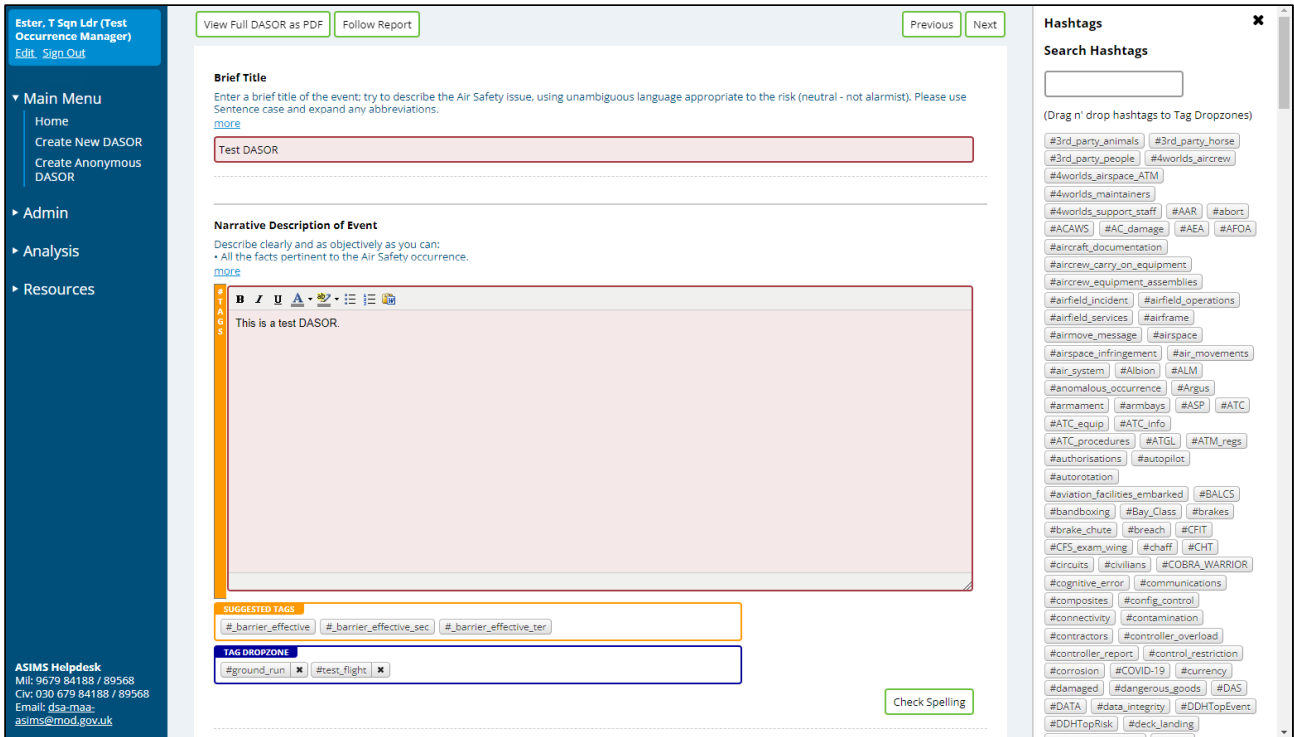 Ester, T Sqn Ldr (Test
Occurrence Manager)
Edit Sign Out
Main Menu
Home
Create New DASOR
Create Anonymous
DASOR
Admin
Analysis
Resources
ASIMS Helpdesk
Mil: 9679 84188 / 89568
Civ: 030 679 84188 / 89568
Email: dsa-maa-
asims@mod.gov.uk
View Full DASOR as PDF Follow Report Previous Next
Brief Title
Enter a brief title of the event; try to describe the Air Safety issue, using unambiguous language appropriate to the risk (neutral - not alarmist). Please use
Sentence case and expand any abbreviations.
more
Test DASOR
Narrative Description of Event
Describe clearly and as objectively as you can:
• All the facts pertinent to the Air Safety occurrence.
more
#TAGS
B I U A ab
This is a test DASOR.
SUGGESTED TAGS
#_barrier_effective #_barrier_effective_sec #_barrier_effective_ter
TAG DROPZONE
#ground_run × #test_flight ×
Check Spelling
Hashtags ×
Search Hashtags
(Drag n' drop hashtags to Tag Dropzones)
#3rd_party_animals #3rd_party_horse
#3rd_party_people #4worlds_aircrew
#4worlds_airspace_ATM
#4worlds_maintainers
#4worlds_support_staff #AAR #abort
#ACAWS #AC_damage #AEA #AFOA
#aircraft_documentation
#aircrew_carry_on_equipment
#aircrew_equipment_assemblies
#airfield_incident #airfield_operations
#airfield_services #airframe
#airmove_message #airspace
#airspace_infringement #air_movements
#air_system #Albion #ALM
#anomalous_occurrence #Argus
#armament #armbays #ASP #ATC
#ATC_equip #ATC_info
#ATC_procedures #ATGL #ATM_regs
#authorisations #autopilot
#autorotation
#aviation_facilities_embarked #BALCS
#bandboxing #Bay_Class #brakes
#brake_chute #breach #CFIT
#CFS_exam_wing #chaff #CHT
#circuits #civilians #COBRA_WARRIOR
#cognitive_error #communications
#composites #config_control
#connectivity #contamination
#contractors #controller_overload
#controller_report #control_restriction
#corrosion #COVID-19 #currency
#damaged #dangerous_goods #DAS
#DATA #data_integrity #DDHTopEvent
#DDHTopRisk #deck_landing